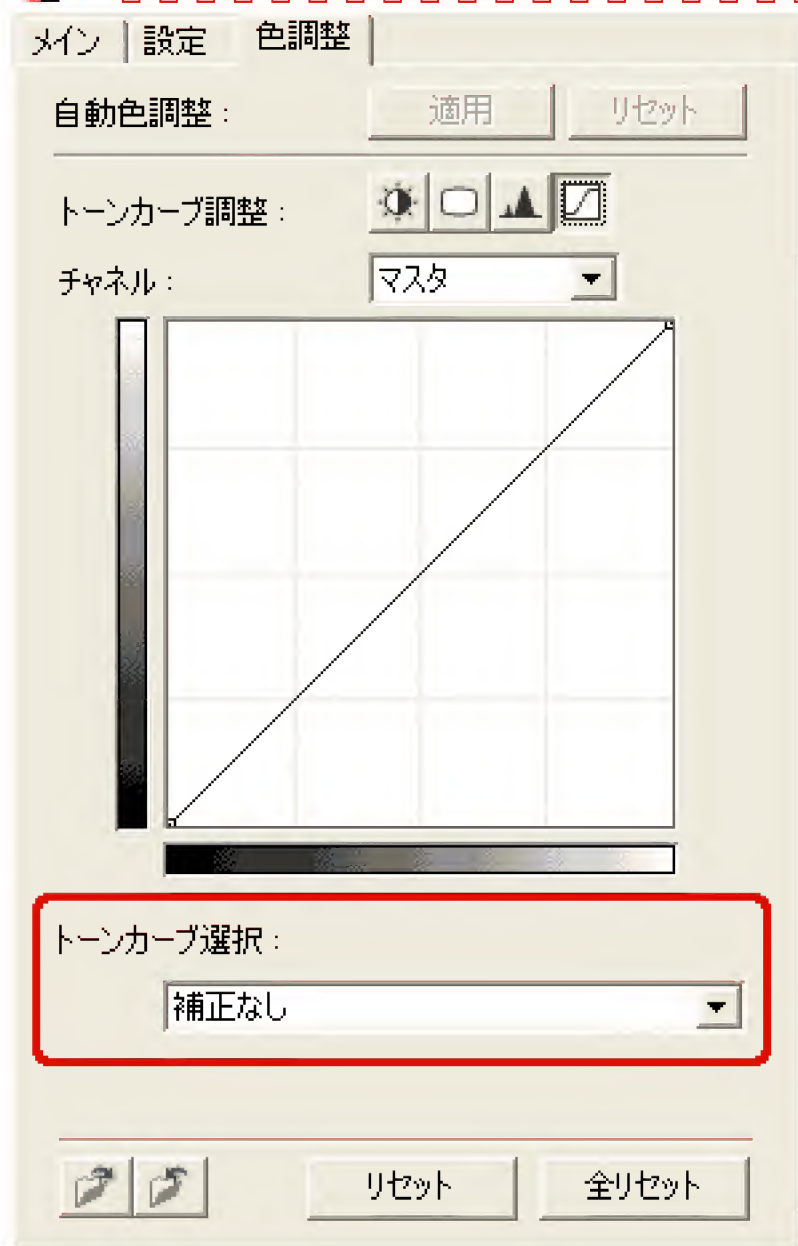 メイン 設定 色調整
自動色調整： 適用 リセット
トーンカーブ調整：
チャネル： マスタ
トーンカーブ選択：
補正なし
リセット 全リセット